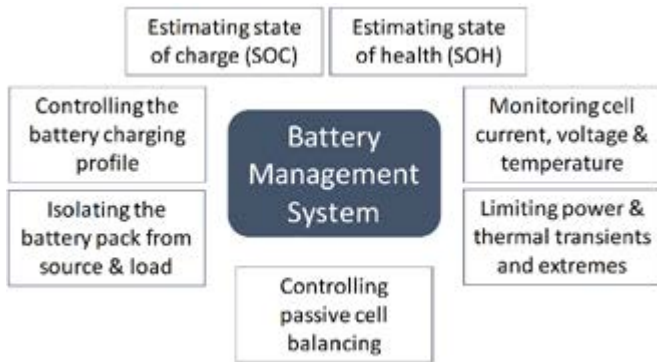 Estimating state
of charge (SOC)
Estimating state
of health (SOH)
Controlling the
battery charging
profile
Battery
Management
System
Monitoring cell
current, voltage &
temperature
Isolating the
battery pack from
source & load
Limiting power &
thermal transients
and extremes
Controlling
passive cell
balancing